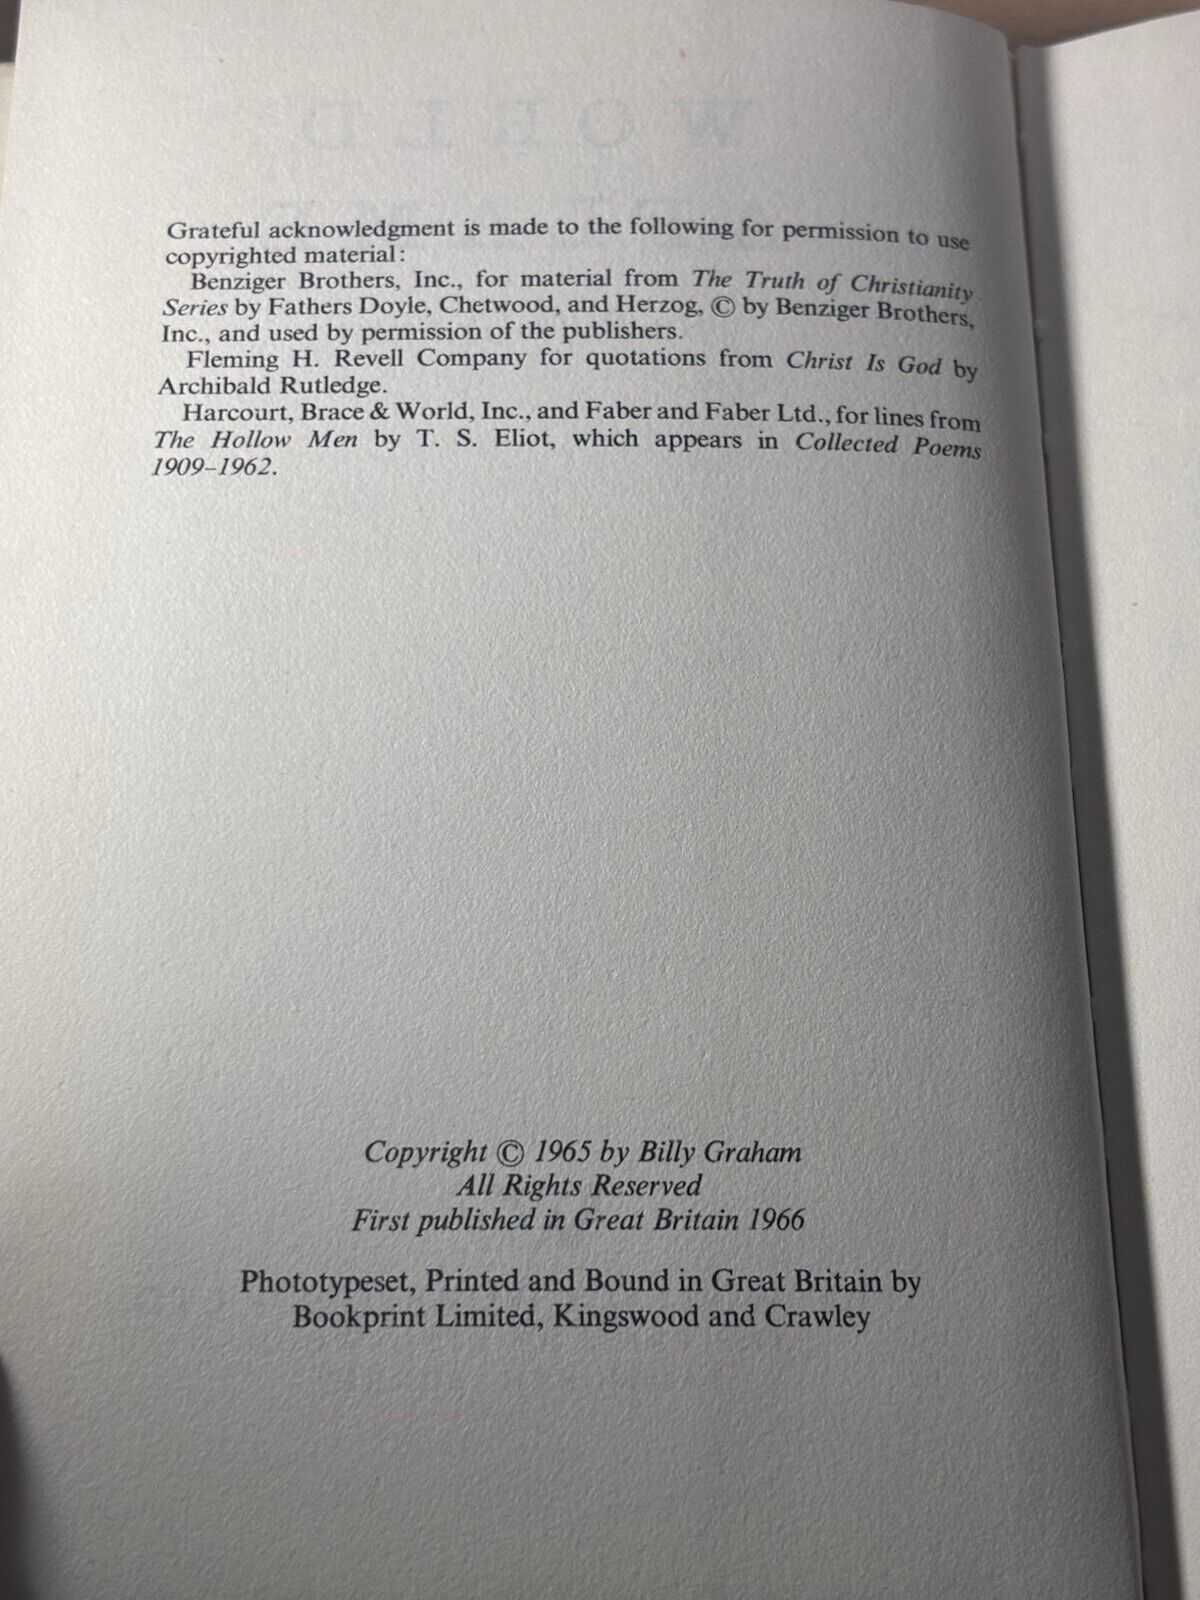 WORLD
Grateful acknowledgment is made to the following for permission to use
copyrighted material:
Benziger Brothers, Inc., for material from The Truth of Christianity
Series by Fathers Doyle, Chetwood, and Herzog, © by Benziger Brothers,
Inc., and used by permission of the publishers.
Fleming H. Revell Company for quotations from Christ Is God by
Archibald Rutledge.
Harcourt, Brace & World, Inc., and Faber and Faber Ltd., for lines from
The Hollow Men by T. S. Eliot, which appears in Collected Poems
1909–1962.
Copyright © 1965 by Billy Graham
All Rights Reserved
First published in Great Britain 1966
Phototypeset, Printed and Bound in Great Britain by
Bookprint Limited, Kingswood and Crawley